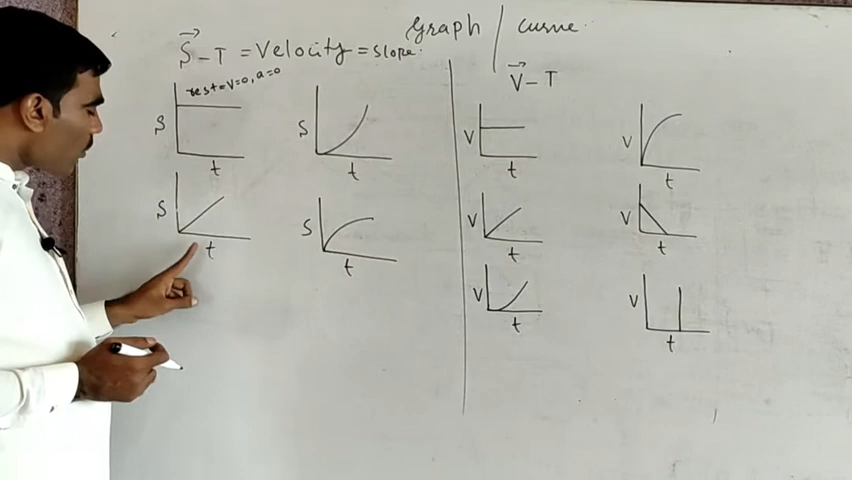 Graph / curve
S - T = Velocity = slope.
V - T
rest = V=0, a=0
S
t
S
t
S
t
S
t
V
t
V
t
V
t
V
t
V
t
V
t